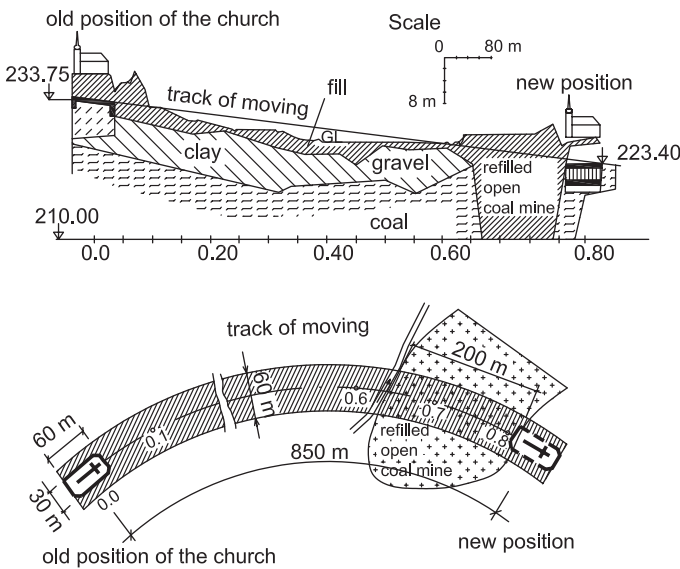 old position of the church
Scale
0 80 m
8 m
new position
233.75
track of moving
fill
GL
clay
gravel
refilled
open
coal mine
223.40
coal
210.00
0.0 0.20 0.40 0.60 0.80
track of moving
200 m
60 m
60 m
0.6
0.7
0.1
0.8
refilled
open
coal mine
850 m
30 m
0.0
new position
old position of the church